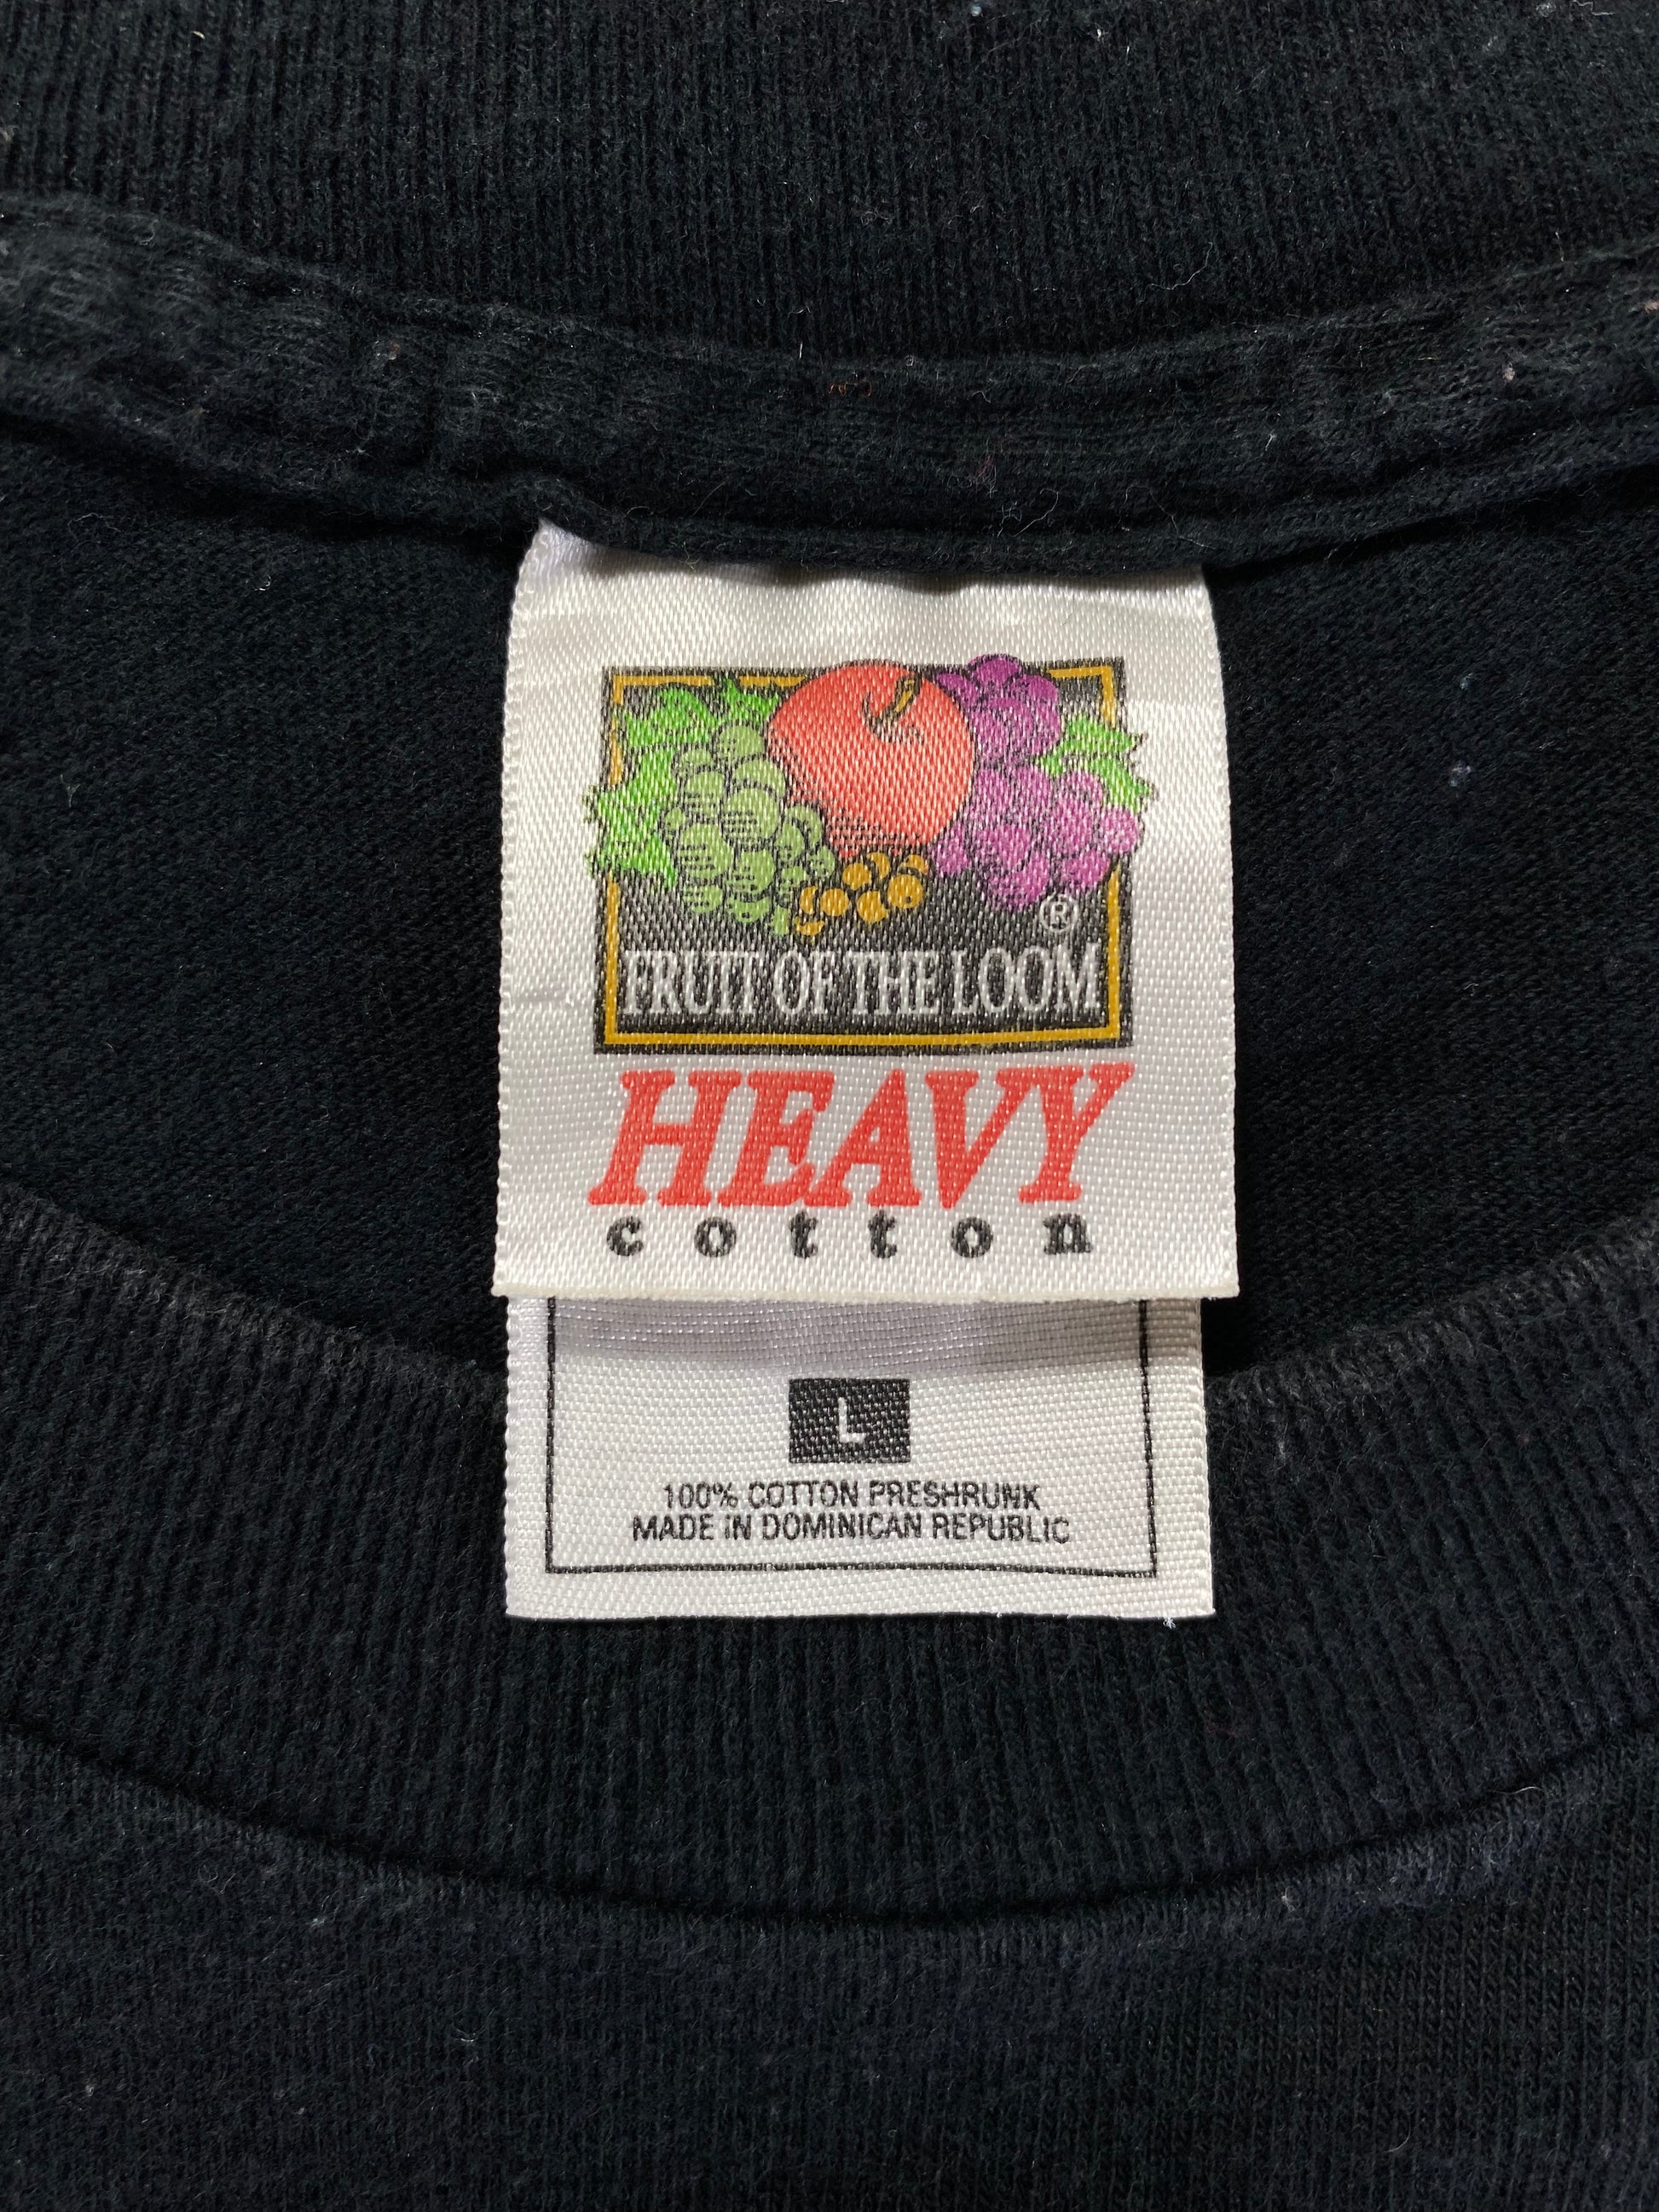 ®
FRUIT OF THE LOOM
HEAVY
cotton
L
100% COTTON PRESHRUNK
MADE IN DOMINICAN REPUBLIC